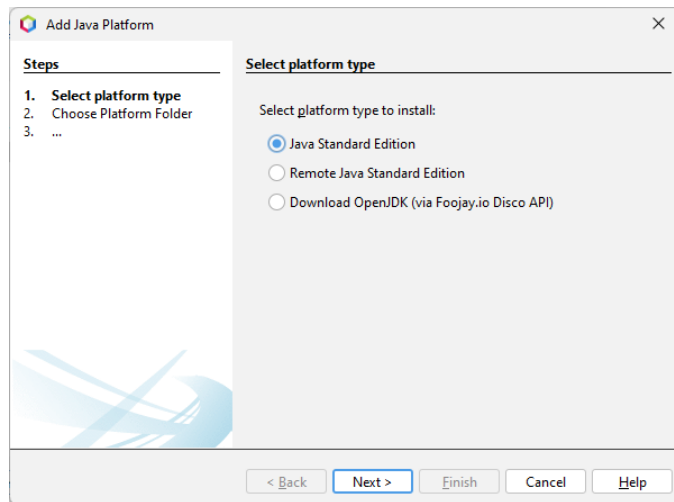 Add Java Platform
Steps
1. Select platform type
2. Choose Platform Folder
3. ...
Select platform type
Select platform type to install:
Java Standard Edition
Remote Java Standard Edition
Download OpenJDK (via Foojay.io Disco API)
< Back Next > Finish Cancel Help